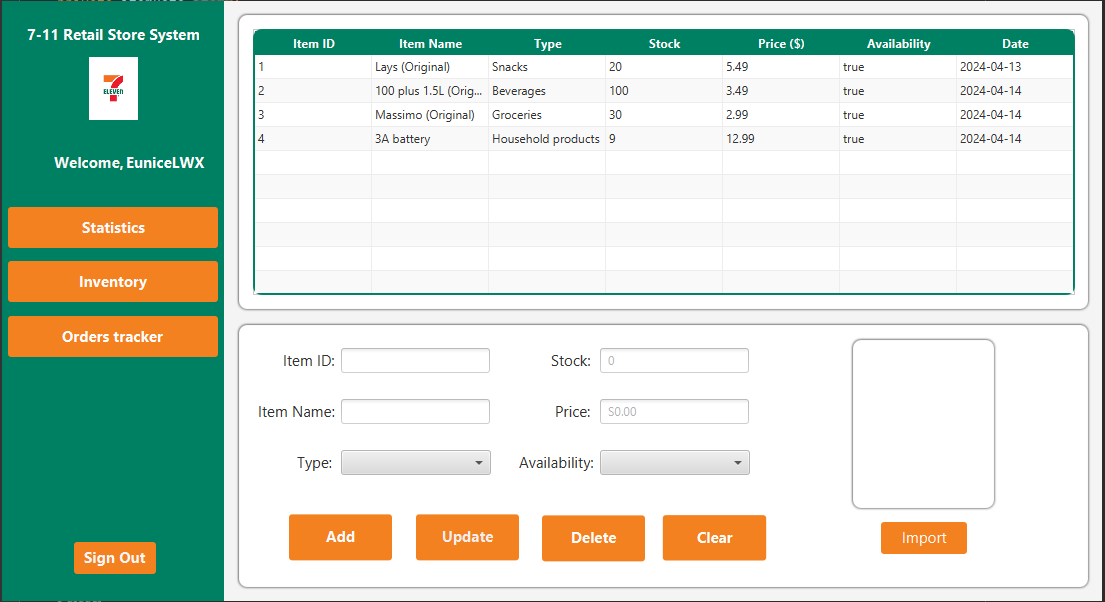 7-11 Retail Store System
ELEVEN
Welcome, EuniceLWX
Statistics
Inventory
Orders tracker
Sign Out
Item ID Item Name Type Stock Price ($) Availability Date
1 Lays (Original) Snacks 20 5.49 true 2024-04-13
2 100 plus 1.5L (Orig... Beverages 100 3.49 true 2024-04-14
3 Massimo (Original) Groceries 30 2.99 true 2024-04-14
4 3A battery Household products 9 12.99 true 2024-04-14
Item ID: Stock: 0
Item Name: Price: $0.00
Type: Availability:
Add Update Delete Clear Import